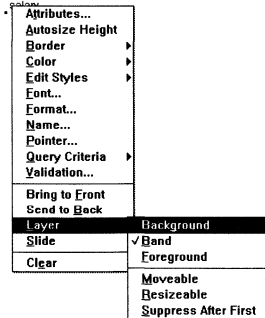 Attributes...
Autosize Height
Border
Color
Edit Styles
Font...
Format...
Name...
Pointer...
Query Criteria
Validation...
Bring to Front
Send to Back
Layer
Background
Slide
✓ Band
Foreground
Clear
Moveable
Resizeable
Suppress After First